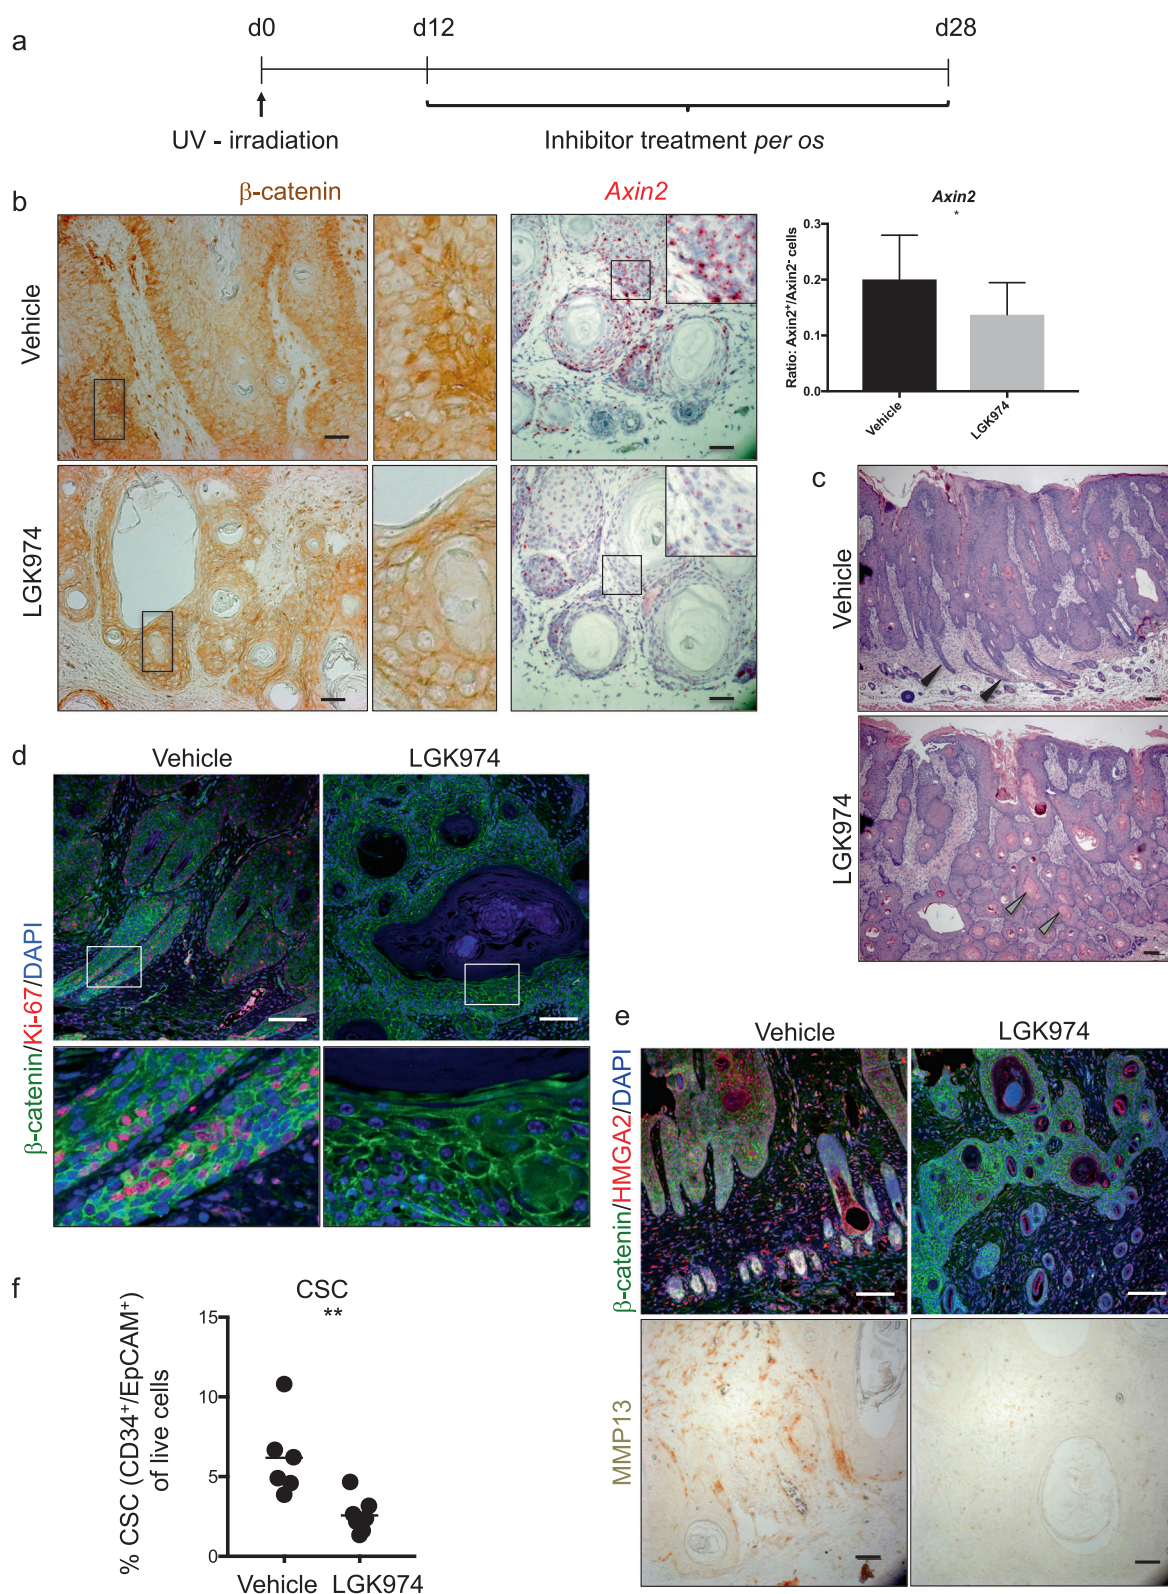 a
d0 d12 d28
UV - irradiation
Inhibitor treatment per os
b
β-catenin
Axin2
Vehicle
LGK974
Axin2
*
Ratio: Axin2⁺/Axin2⁻ cells
0.3
0.2
0.1
0.0
Vehicle
LGK974
c
Vehicle
LGK974
d
Vehicle
LGK974
β-catenin/Ki-67/DAPI
e
Vehicle
LGK974
β-catenin/HMGA2/DAPI
MMP13
f
CSC
**
% CSC (CD34⁺/EpCAM⁺)
of live cells
15
10
5
0
Vehicle
LGK974